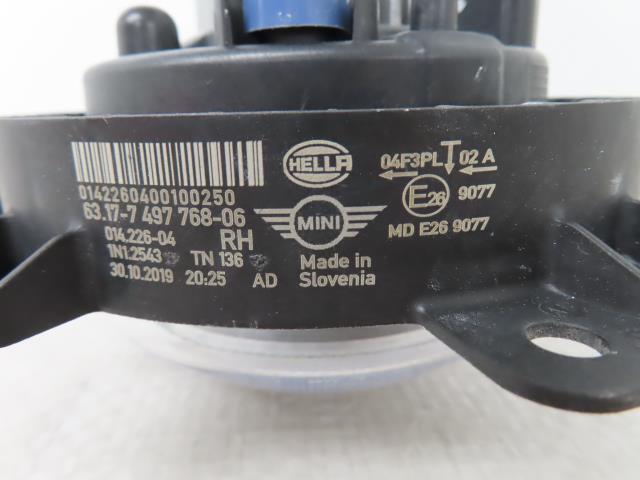 0142260400100250
63.17-7 497 768-06
014.226-04 RH
1N1.2543 TN 136
30.10.2019 20:25 AD
HELLA
MINI
Made in
Slovenia
04F3PL 02 A
E26 9077
MD E26 9077